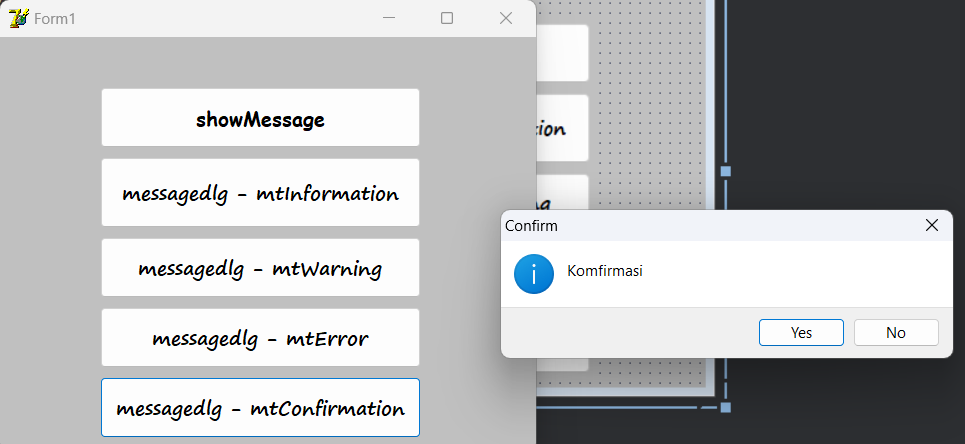 Form1
showMessage
messagedlg - mtInformation
messagedlg - mtWarning
messagedlg - mtError
messagedlg - mtConfirmation
Confirm
Komfirmasi
Yes
No